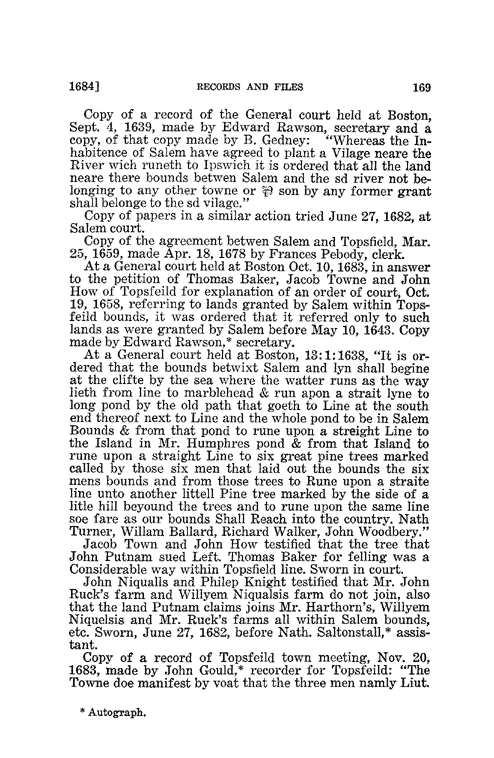 1684] RECORDS AND FILES 169
Copy of a record of the General court held at Boston,
Sept. 4, 1639, made by Edward Rawson, secretary and a
copy, of that copy made by B. Gedney: "Whereas the In-
habitence of Salem have agreed to plant a Vilage neare the
River wich runeth to Ipswich it is ordered that all the land
neare there bounds betwen Salem and the sd river not be-
longing to any other towne or ꝑ son by any former grant
shall belonge to the sd vilage."
Copy of papers in a similar action tried June 27, 1682, at
Salem court.
Copy of the agreement betwen Salem and Topsfield, Mar.
25, 1659, made Apr. 18, 1678 by Frances Pebody, clerk.
At a General court held at Boston Oct. 10, 1683, in answer
to the petition of Thomas Baker, Jacob Towne and John
How of Topsfeild for explanation of an order of court, Oct.
19, 1658, referring to lands granted by Salem within Tops-
feild bounds, it was ordered that it referred only to such
lands as were granted by Salem before May 10, 1643. Copy
made by Edward Rawson,* secretary.
At a General court held at Boston, 13:1:1638, "It is or-
dered that the bounds betwixt Salem and lyn shall begine
at the clifte by the sea where the watter runs as the way
lieth from line to marblehead & run apon a strait lyne to
long pond by the old path that goeth to Line at the south
end thereof next to Line and the whole pond to be in Salem
Bounds & from that pond to rune upon a streight Line to
the Island in Mr. Humphres pond & from that Island to
rune upon a straight Line to six great pine trees marked
called by those six men that laid out the bounds the six
mens bounds and from those trees to Rune upon a straite
line unto another littell Pine tree marked by the side of a
litle hill beyound the trees and to rune upon the same line
soe fare as our bounds Shall Reach into the country. Nath
Turner, Willam Ballard, Richard Walker, John Woodbery."
Jacob Town and John How testified that the tree that
John Putnam sued Left. Thomas Baker for felling was a
Considerable way within Topsfield line. Sworn in court.
John Niqualls and Philep Knight testified that Mr. John
Ruck's farm and Willyem Niqualsis farm do not join, also
that the land Putnam claims joins Mr. Harthorn's, Willyem
Niquelsis and Mr. Ruck's farms all within Salem bounds,
etc. Sworn, June 27, 1682, before Nath. Saltonstall,* assis-
tant.
Copy of a record of Topsfeild town meeting, Nov. 20,
1683, made by John Gould,* recorder for Topsfeild: "The
Towne doe manifest by voat that the three men namly Liut.
* Autograph.